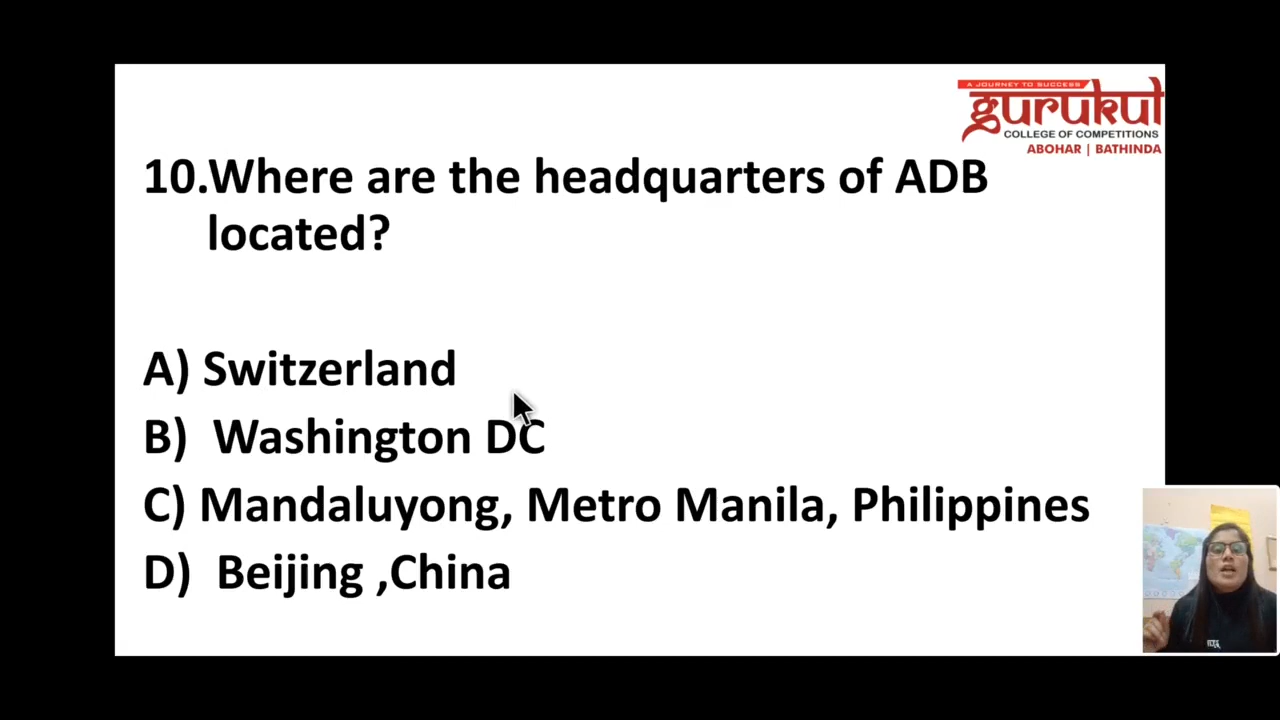 A JOURNEY TO SUCCESS
gurukul
COLLEGE OF COMPETITIONS
ABOHAR | BATHINDA
10.Where are the headquarters of ADB
located?
A) Switzerland
B) Washington DC
C) Mandaluyong, Metro Manila, Philippines
D) Beijing ,China